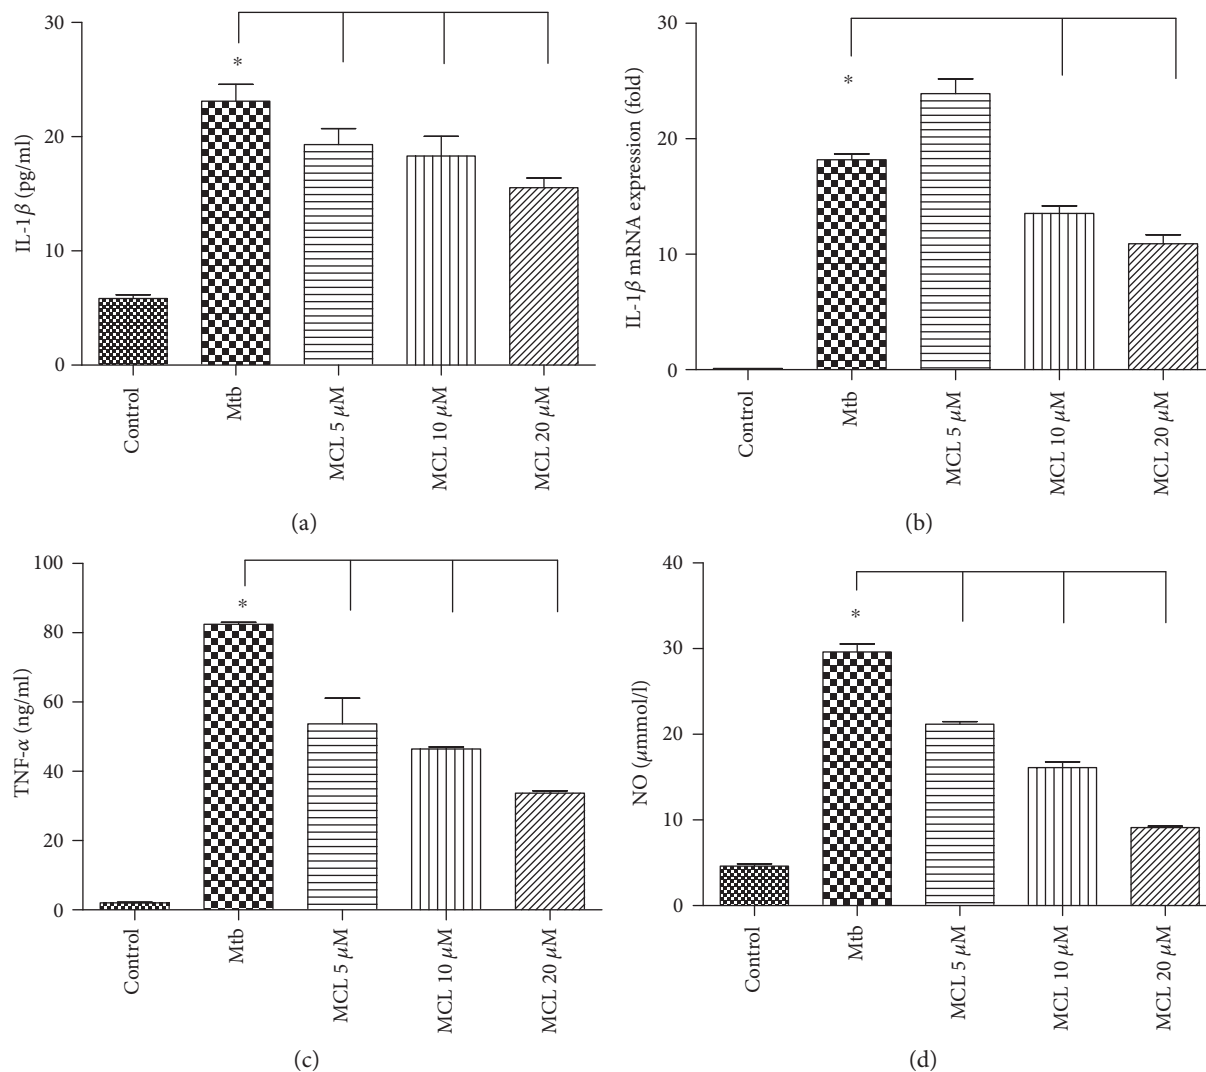 30
20
10
0
IL-1β (pg/ml)
*
Control
Mtb
MCL 5 μM
MCL 10 μM
MCL 20 μM
(a)
30
20
10
0
IL-1β mRNA expression (fold)
*
Control
Mtb
MCL 5 μM
MCL 10 μM
MCL 20 μM
(b)
100
80
60
40
20
0
TNF-α (ng/ml)
*
Control
Mtb
MCL 5 μM
MCL 10 μM
MCL 20 μM
(c)
40
30
20
10
0
NO (μmmol/l)
*
Control
Mtb
MCL 5 μM
MCL 10 μM
MCL 20 μM
(d)